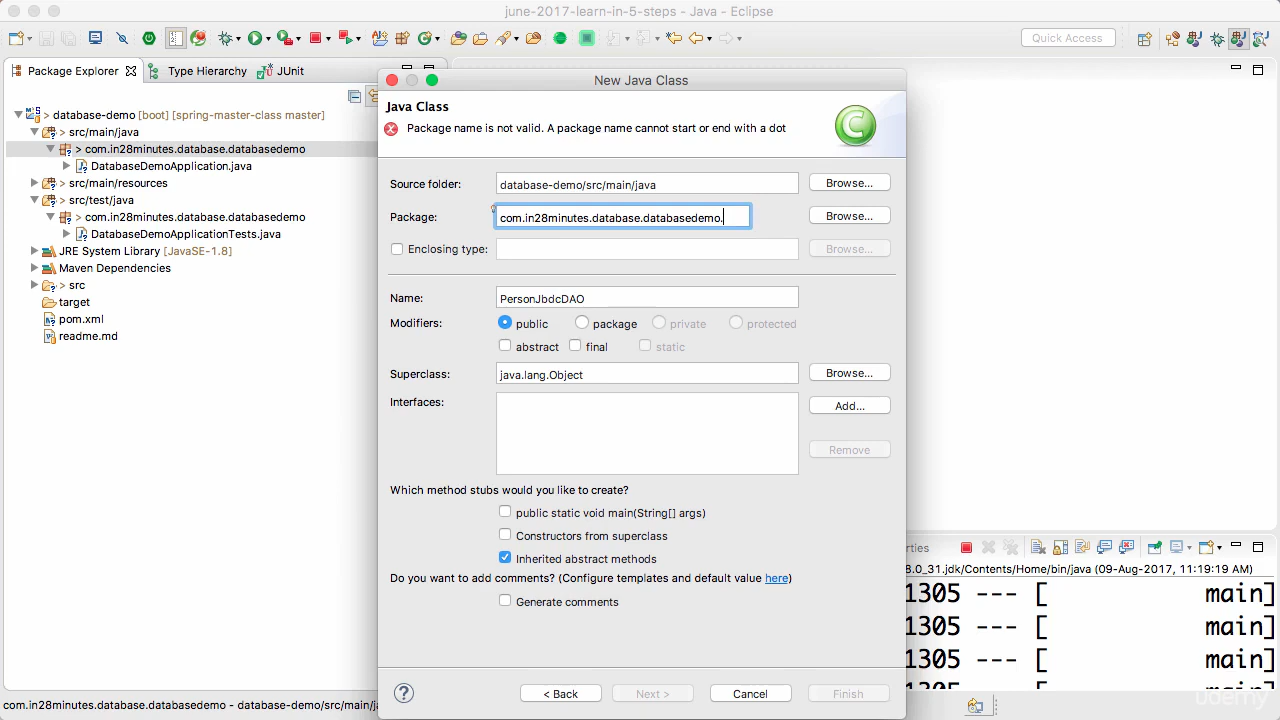 june-2017-learn-in-5-steps - Java - Eclipse
Quick Access
Package Explorer
Type Hierarchy
JUnit
> database-demo [boot] [spring-master-class master]
> src/main/java
> com.in28minutes.database.databasedemo
DatabaseDemoApplication.java
> src/main/resources
> src/test/java
> com.in28minutes.database.databasedemo
DatabaseDemoApplicationTests.java
JRE System Library [JavaSE-1.8]
Maven Dependencies
> src
target
pom.xml
readme.md
New Java Class
Java Class
Package name is not valid. A package name cannot start or end with a dot
Source folder: database-demo/src/main/java Browse...
Package: com.in28minutes.database.databasedemo. Browse...
Enclosing type: Browse...
Name: PersonJbdcDAO
Modifiers: public package private protected
abstract final static
Superclass: java.lang.Object Browse...
Interfaces: Add...
Remove
Which method stubs would you like to create?
public static void main(String[] args)
Constructors from superclass
Inherited abstract methods
Do you want to add comments? (Configure templates and default value here)
Generate comments
? < Back Next > Cancel Finish
rties
8.0_31.jdk/Contents/Home/bin/java (09-Aug-2017, 11:19:19 AM)
1305 --- [ main]
1305 --- [ main]
1305 --- [ main]
com.in28minutes.database.databasedemo - database-demo/src/main/ja
udemy